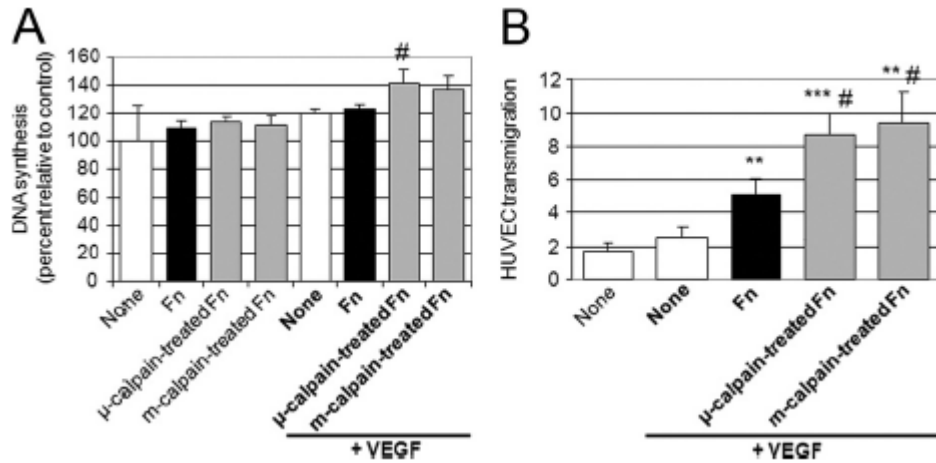 A
DNA synthesis
(percent relative to control)
160
140
120
100
80
60
40
20
0
#
None
Fn
µ-calpain-treated Fn
m-calpain-treated Fn
None
Fn
µ-calpain-treated Fn
m-calpain-treated Fn
+ VEGF
B
HUVEC transmigration
12
10
8
6
4
2
0
**
*** #
** #
None
None
Fn
µ-calpain-treated Fn
m-calpain-treated Fn
+ VEGF